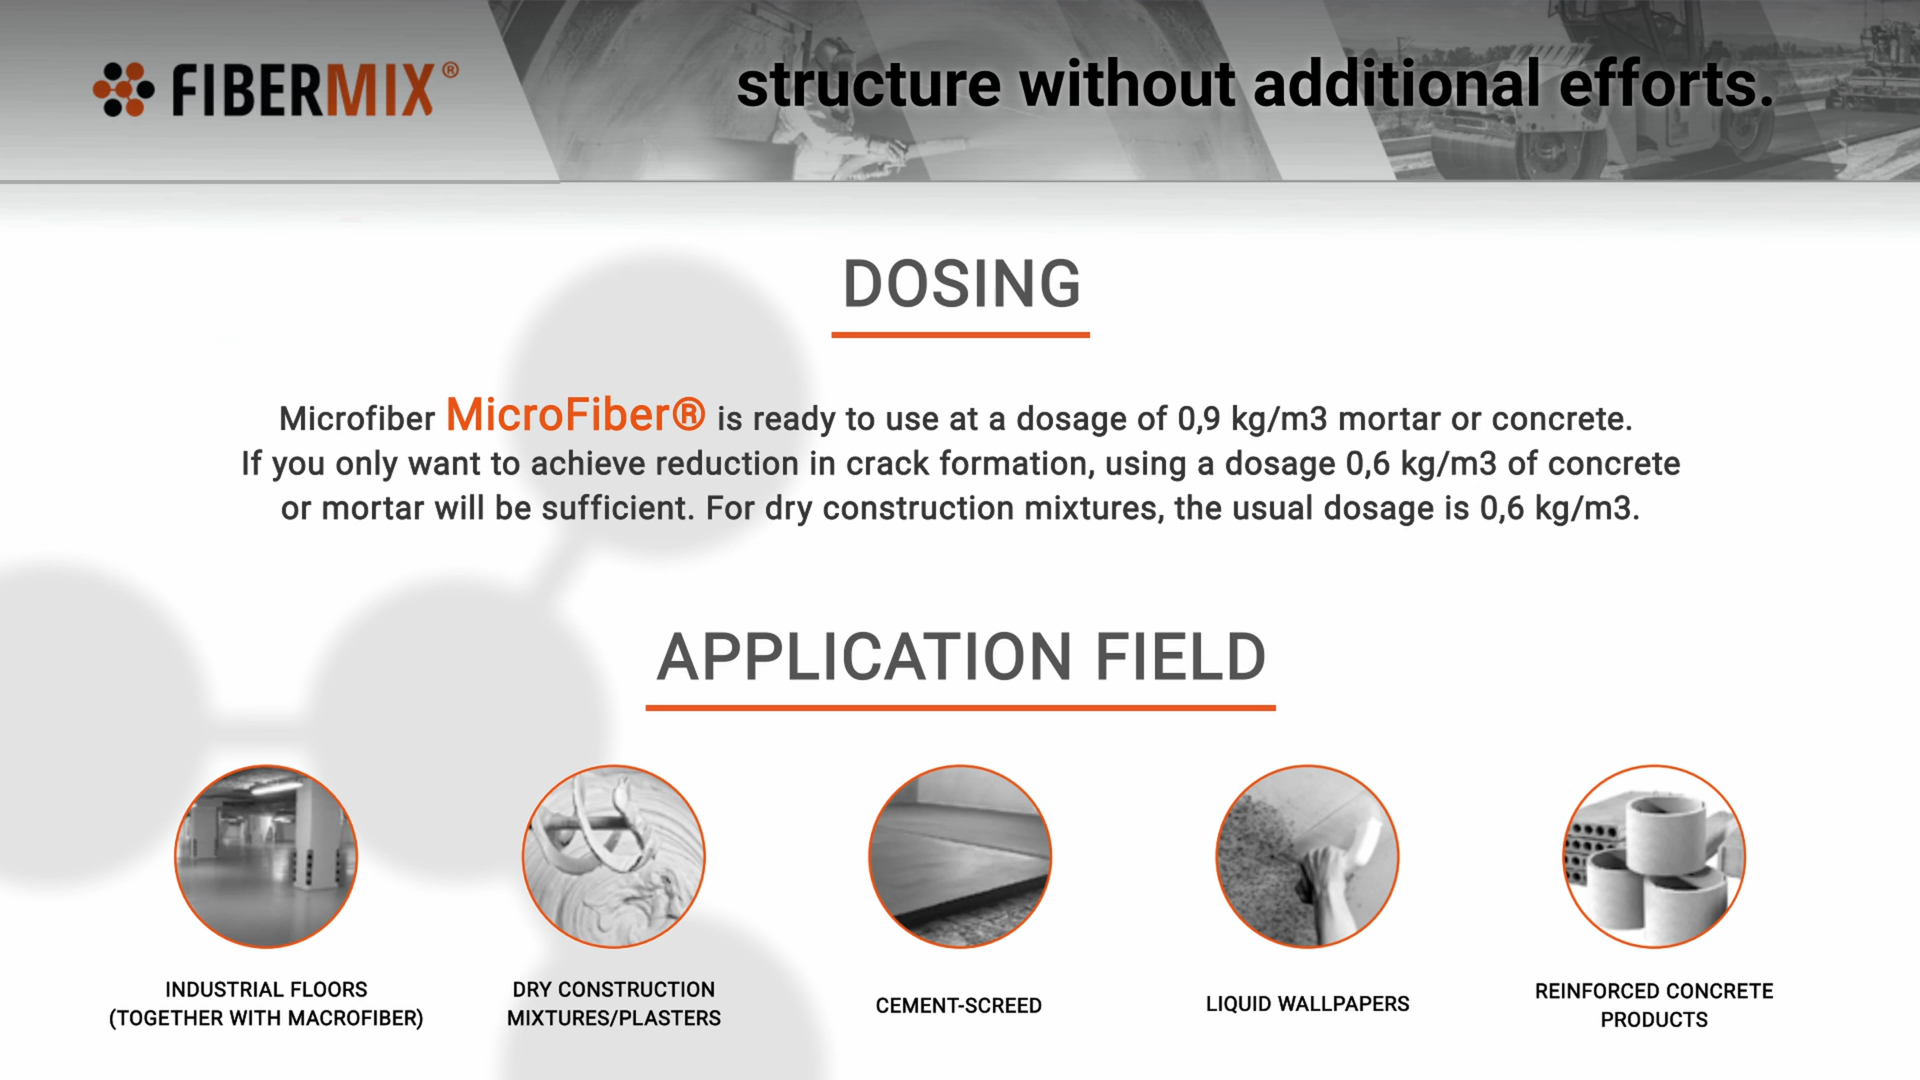 FIBERMIX®
structure without additional efforts.
DOSING
Microfiber MicroFiber® is ready to use at a dosage of 0,9 kg/m3 mortar or concrete.
If you only want to achieve reduction in crack formation, using a dosage 0,6 kg/m3 of concrete
or mortar will be sufficient. For dry construction mixtures, the usual dosage is 0,6 kg/m3.
APPLICATION FIELD
INDUSTRIAL FLOORS
(TOGETHER WITH MACROFIBER)
DRY CONSTRUCTION
MIXTURES/PLASTERS
CEMENT-SCREED
LIQUID WALLPAPERS
REINFORCED CONCRETE
PRODUCTS